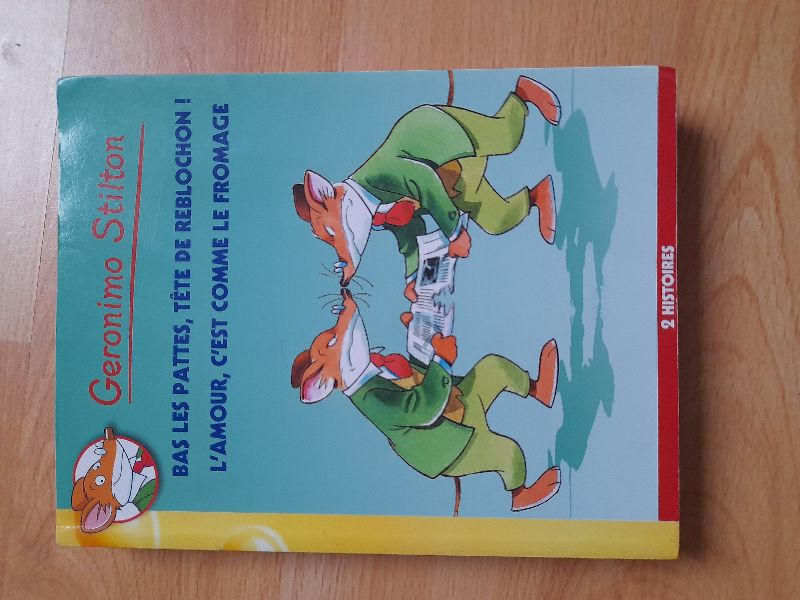 Geronimo Stilton
BAS LES PATTES, TÊTE DE REBLOCHON !
L'AMOUR, C'EST COMME LE FROMAGE
2 HISTOIRES